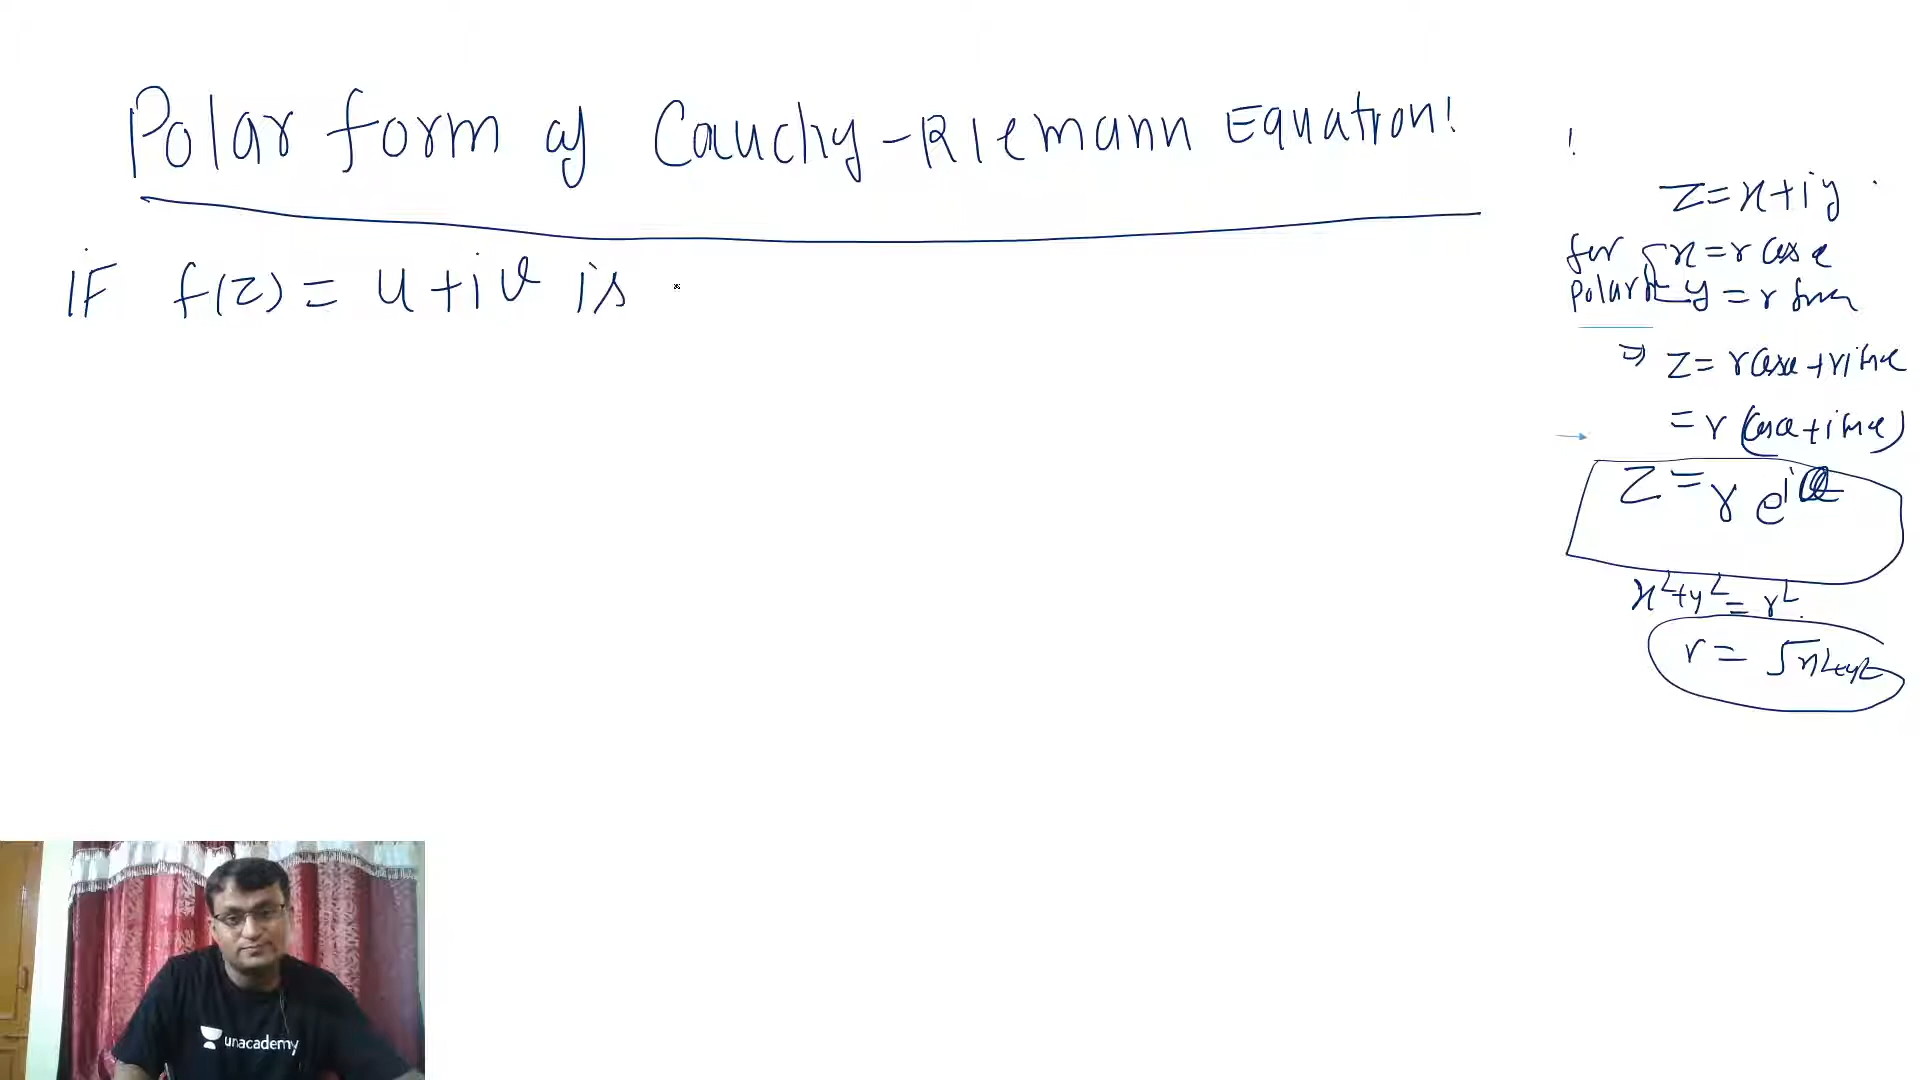 Polar form of Cauchy-Riemann Equation!
IF f(z) = u + iv is
!
z = x + iy
for x = r cos θ
Polar y = r sin θ
⇒ z = r cos θ + r i sin θ
= r (cos θ + i sin θ)
z = r e^iθ
x² + y² = r²
r = √x²+y²
unacademy